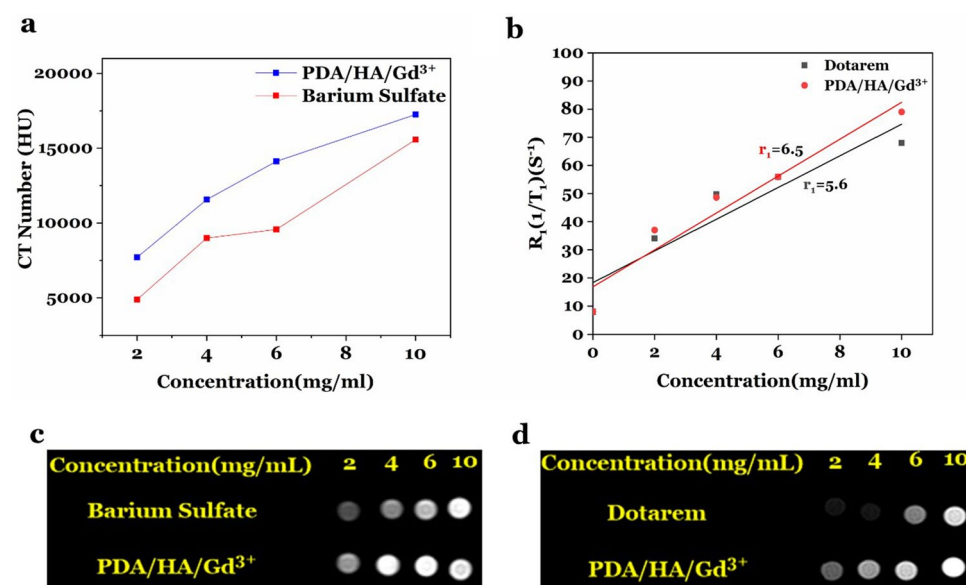 a
20000
15000
10000
5000
CT Number (HU)
PDA/HA/Gd³⁺
Barium Sulfate
2 4 6 8 10
Concentration(mg/ml)
b
100
90
80
70
60
50
40
30
20
10
0
R₁(1/T₁)(S⁻¹)
Dotarem
PDA/HA/Gd³⁺
r₁=6.5
r₁=5.6
0 2 4 6 8 10
Concentration(mg/ml)
c
Concentration(mg/mL) 2 4 6 10
Barium Sulfate
PDA/HA/Gd³⁺
d
Concentration(mg/mL) 2 4 6 10
Dotarem
PDA/HA/Gd³⁺